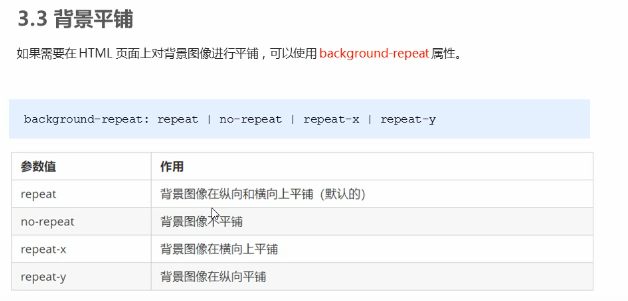 3.3 背景平铺
如果需要在 HTML 页面上对背景图像进行平铺，可以使用 background-repeat 属性。
background-repeat: repeat | no-repeat | repeat-x | repeat-y
参数值 作用
repeat 背景图像在纵向和横向上平铺（默认的）
no-repeat 背景图像不平铺
repeat-x 背景图像在横向上平铺
repeat-y 背景图像在纵向平铺